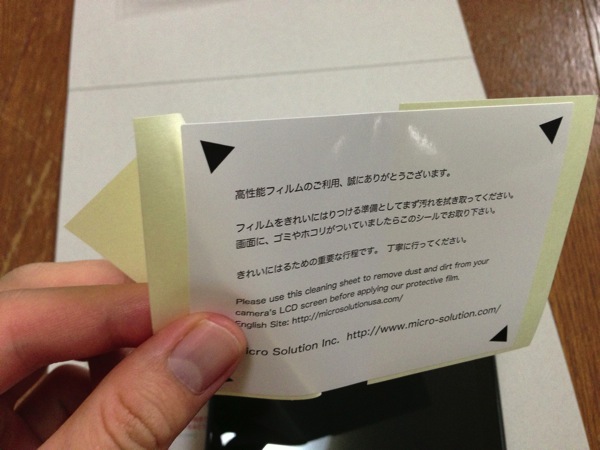 高性能フィルムのご利用、誠にありがとうございます。
フィルムをきれいにはりつける準備としてまず汚れを拭き取ってください。
画面に、ゴミやホコリがついていましたらこのシールでお取り下さい。
きれいにはるための重要な行程です。 丁寧に行ってください。
Please use this cleaning sheet to remove dust and dirt from your
camera's LCD screen before applying our protective film.
English Site: http://microsolutionusa.com/
Micro Solution Inc. http://www.micro-solution.com/